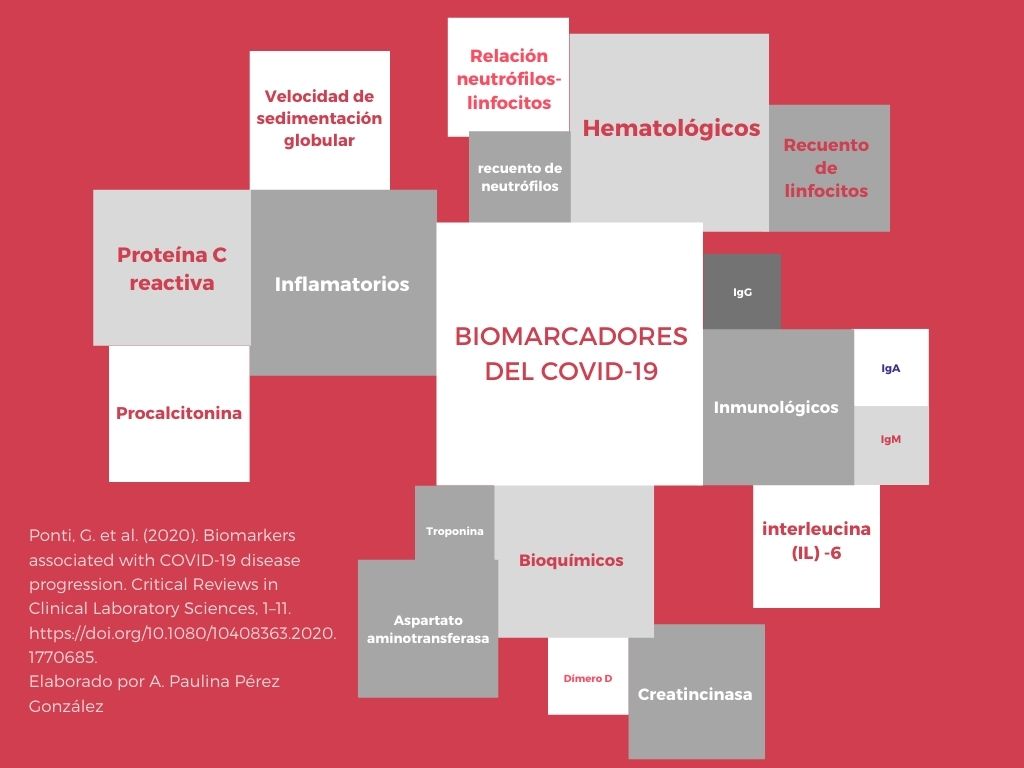 Relación
neutrófilos-
linfocitos
Hematológicos
Velocidad de
sedimentación
globular
recuento de
neutrófilos
Recuento
de
linfocitos
Proteína C
reactiva
Inflamatorios
Procalcitonina
BIOMARCADORES
DEL COVID-19
IgG
Inmunológicos
IgA
IgM
interleucina
(IL) -6
Troponina
Bioquímicos
Aspartato
aminotransferasa
Dímero D
Creatincinasa
Ponti, G. et al. (2020). Biomarkers
associated with COVID-19 disease
progression. Critical Reviews in
Clinical Laboratory Sciences, 1–11.
https://doi.org/10.1080/10408363.2020.
1770685.
Elaborado por A. Paulina Pérez
González